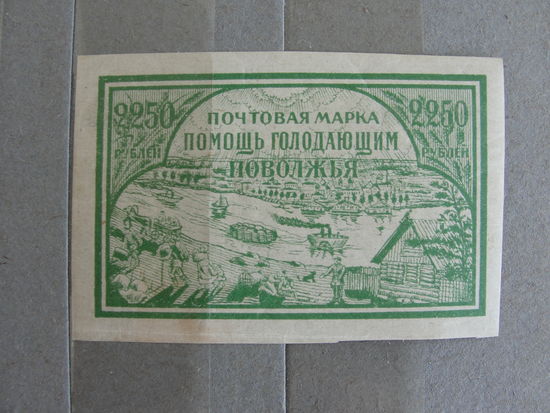 2250 ПОЧТОВАЯ МАРКА 2250
РУБЛЕЙ ПОМОЩЬ ГОЛОДАЮЩИМ РУБЛЕЙ
ПОВОЛЖЬЯ